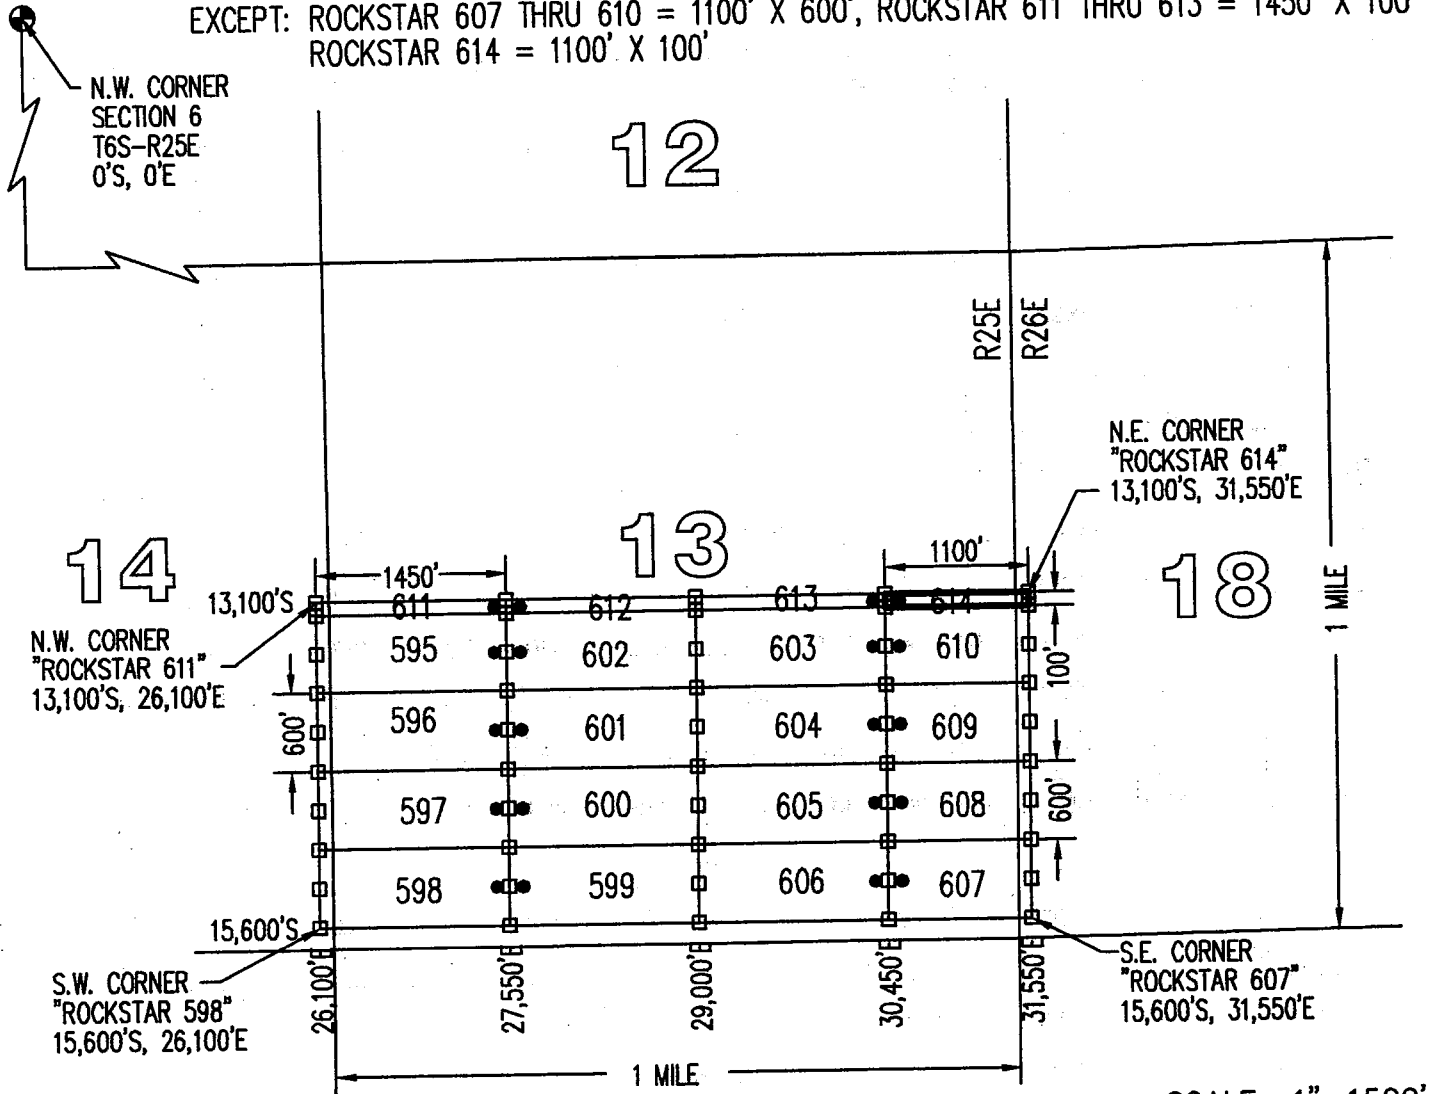 EXCEPT: ROCKSTAR 607 THRU 610 = 1100' X 600', ROCKSTAR 611 THRU 613 = 1450' X 100'
ROCKSTAR 614 = 1100' X 100'
N.W. CORNER
SECTION 6
T6S-R25E
0'S, 0'E
12
R25E
R26E
N.E. CORNER
"ROCKSTAR 614"
13,100'S, 31,550'E
14
13
18
1 MILE
1450'
1100'
13,100'S
611
612
613
614
N.W. CORNER
"ROCKSTAR 611"
13,100'S, 26,100'E
595
602
603
610
100'
600'
596
601
604
609
597
600
605
608
600'
598
599
606
607
15,600'S
S.W. CORNER
"ROCKSTAR 598"
15,600'S, 26,100'E
26,100'E
27,550'E
29,000'E
30,450'E
31,550'E
S.E. CORNER
"ROCKSTAR 607"
15,600'S, 31,550'E
1 MILE